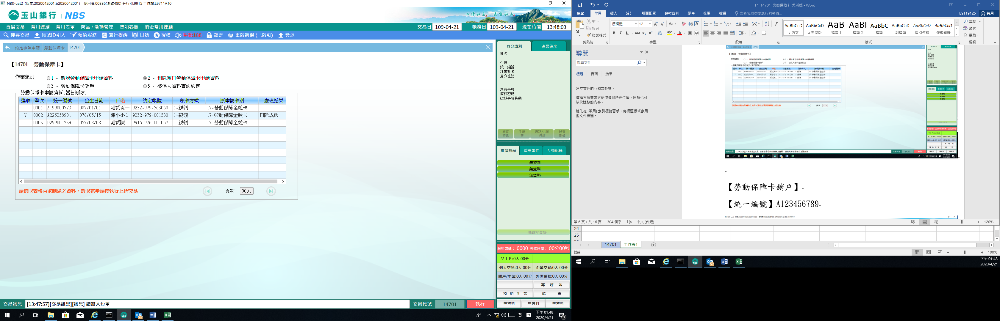 NBS-uat2 (版本:2020042001.b2020042001) 使用者:00386(測試480) 分行別:9915 工作站:L9711A10
玉山銀行 | NBS
心清如玉 義重如山
自選交易 常用連結 常用表單 商品 / 活動管理 智能客服 消金常用連結 交易日 109-04-21 帳務日 109-04-21 現在時間 13:48:03
搜尋交易 帳號ID引入 預約服務 蒞行提醒 日誌 授權 廣播:188 鎖定 重啟週邊 (已啟動) 簽退
約定事項申請 勞動保障卡 14701
【14701 勞動保障卡】
作業類別 1 - 新增勞動保障卡申請資料 2 - 刪除當日勞動保障卡申請資料
3 - 勞動保障卡銷戶 5 - 被保人資料查詢約定
勞動保障卡申請資料(當日刪除)
選取 筆次 統一編號 出生日期 戶名 約定帳號 領卡方式 原申請卡別 處理結果
0001 A199000773 087/01/01 測試黃一 9232-979-563060 1-親領 17-勞動保障金融卡
V 0002 A226258901 078/05/15 陳小小1 9232-979-001580 1-親領 17-勞動保障金融卡 刪除成功
0003 D299001739 057/08/08 測試陳二 9915-976-001067 1-親領 17-勞動保障金融卡
請選取表格內欲刪除之資料，選取完畢請按執行上送交易 頁次 0001
身分識別 產品往來
姓名
生日
統一編號
理專姓名
身分註記
注意事項
簡訊密碼
近期事故異動
顧客資訊 手續費 通路/共同行銷 顧客影像
推薦商品 重要事件 互動記錄
無資料
無資料
無資料
一般轉介登錄
服務號碼： 0000 等候時間： 00分00秒
ＶＩＰ:0人 00分
個人交易:0人 00分 企業交易:0人 00分
開戶/申請:0人 00分 外匯業務:0人 00分
再 呼 叫
預 約 叫 號 結 束
交易訊息 [13:47:57][交易訊息][訊息] 請放入短單 交易代號 14701 執行 無資料 無資料 無資料
英 下午 01:48
2020/4/21 3
F1_14701 勞動保障卡_尤淑姬 - Word
檔案 常用 插入 設計 版面配置 參考資料 郵件 校閱 檢視 告訴我您想要執行的動作... TEST19125 共用
貼上 剪下 複製 複製格式
標楷體 12
剪貼簿 字型 段落 樣式 編輯
AaBbCcD AaBbCcD AaB AaBl AaBbC AaBbCcD AaBbCcD AaBbCcD
內文 無間距 標題 1 標題 2 標題 副標題 區別強調 強調斜體
尋找 取代 選取
導覽
搜尋文件
標題 頁面 結果
建立文件的互動式外框。
這種方法非常方便您追蹤所在位置，同時也可以快速移動內容。
請先從 [常用] 索引標籤著手，將標題樣式套用至文件標題。
【勞動保障卡銷戶】
【統一編號】A123456789
第 6 頁，共 16 頁 304 個字 中文 (台灣) 120%
24
25
14701 工作表1
就緒 100%
下午 01:48
2020/4/21